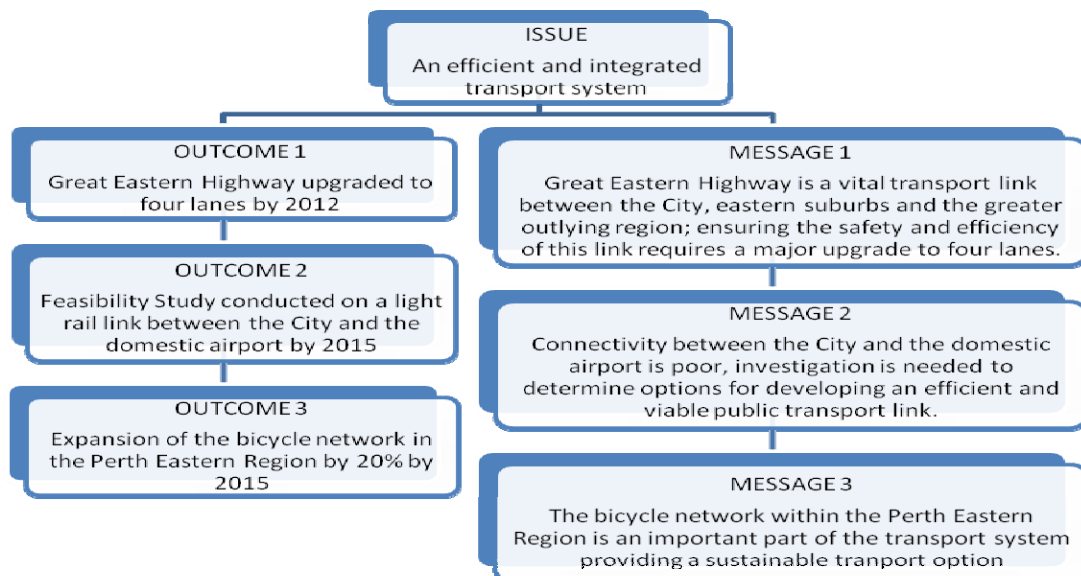 ISSUE
An efficient and integrated
transport system
OUTCOME 1
Great Eastern Highway upgraded to
four lanes by 2012
OUTCOME 2
Feasibility Study conducted on a light
rail link between the City and the
domestic airport by 2015
OUTCOME 3
Expansion of the bicycle network in
the Perth Eastern Region by 20% by
2015
MESSAGE 1
Great Eastern Highway is a vital transport link
between the City, eastern suburbs and the greater
outlying region; ensuring the safety and efficiency
of this link requires a major upgrade to four lanes.
MESSAGE 2
Connectivity between the City and the domestic
airport is poor, investigation is needed to
determine options for developing an efficient and
viable public transport link.
MESSAGE 3
The bicycle network within the Perth Eastern
Region is an important part of the transport system
providing a sustainable tranport option